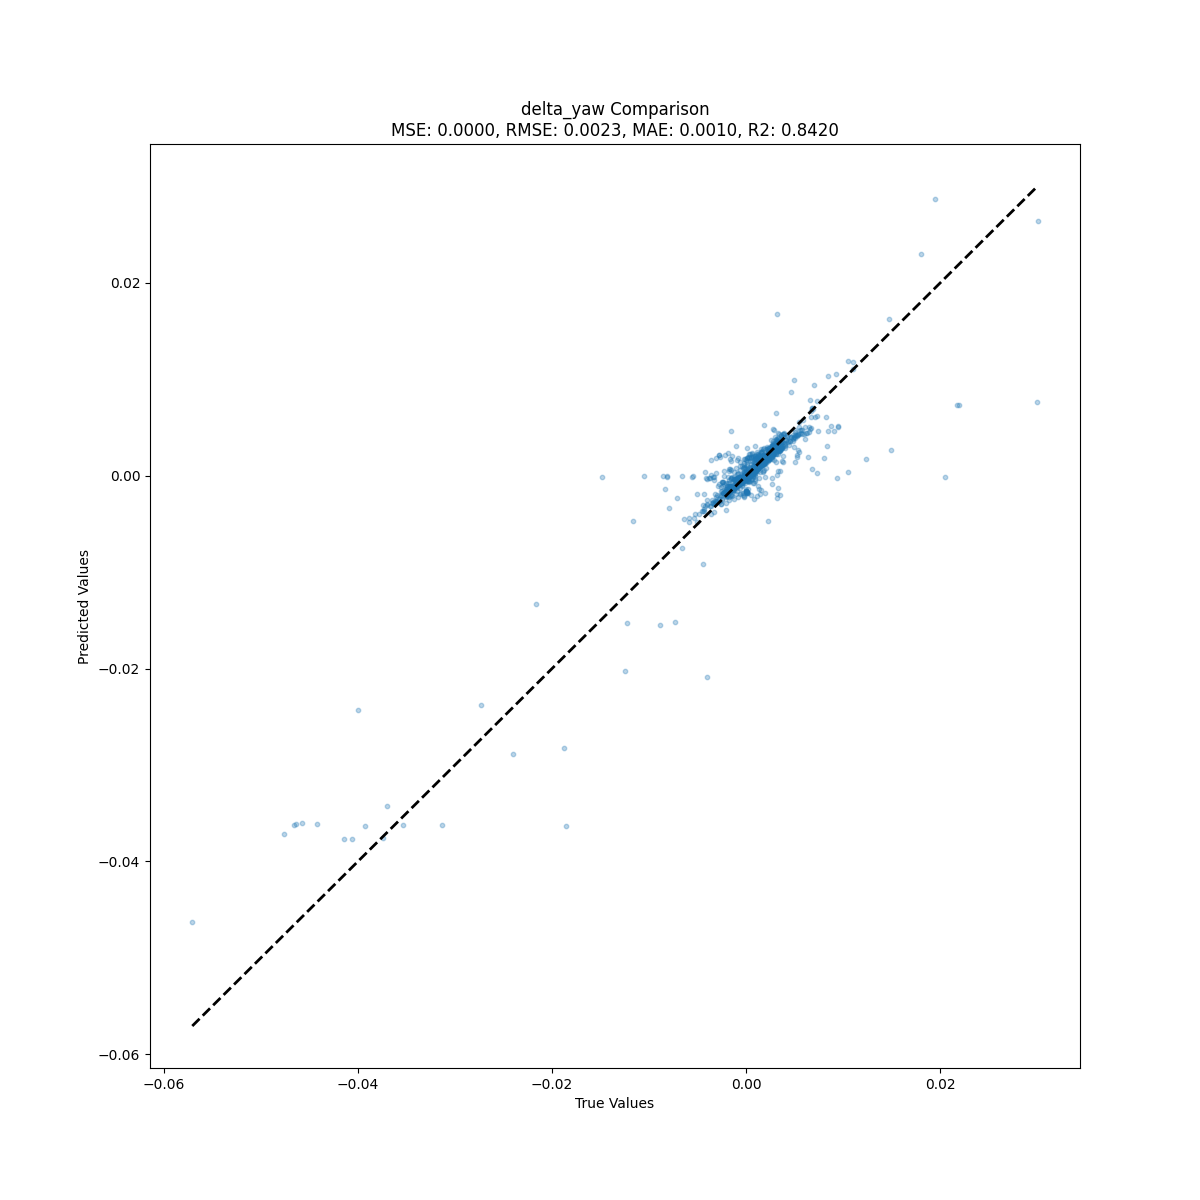 delta_yaw Comparison
MSE: 0.0000, RMSE: 0.0023, MAE: 0.0010, R2: 0.8420
0.02
0.00
−0.02
−0.04
−0.06
Predicted Values
−0.06 −0.04 −0.02 0.00 0.02
True Values